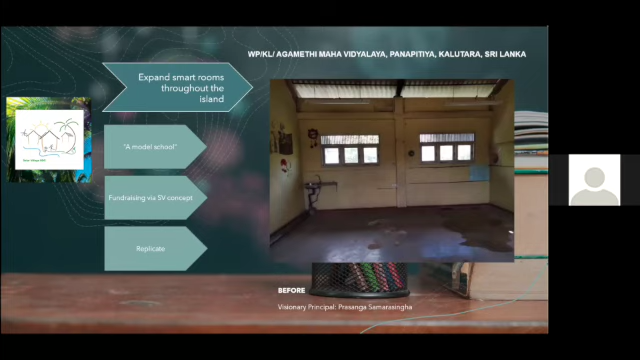 WP/KL/ AGAMETHI MAHA VIDYALAYA, PANAPITIYA, KALUTARA, SRI LANKA
Expand smart rooms
throughout the
island
"A model school"
Fundraising via SV concept
Replicate
BEFORE
Visionary Principal: Prasanga Samarasingha